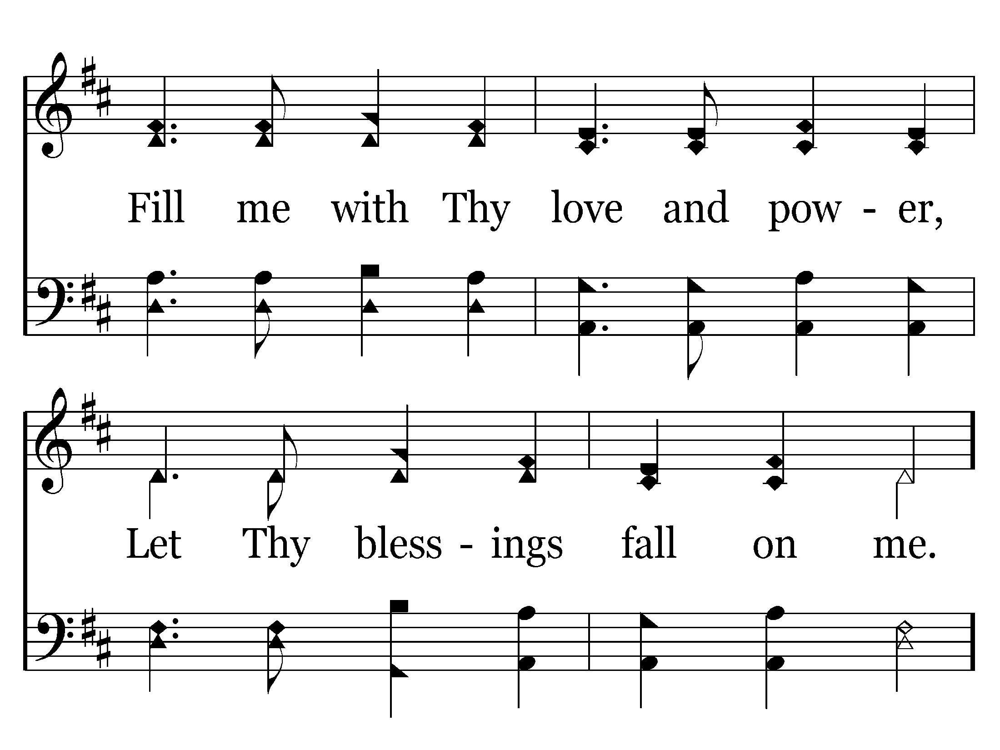 Fill me with Thy love and pow - er,
Let Thy bless - ings fall on me.